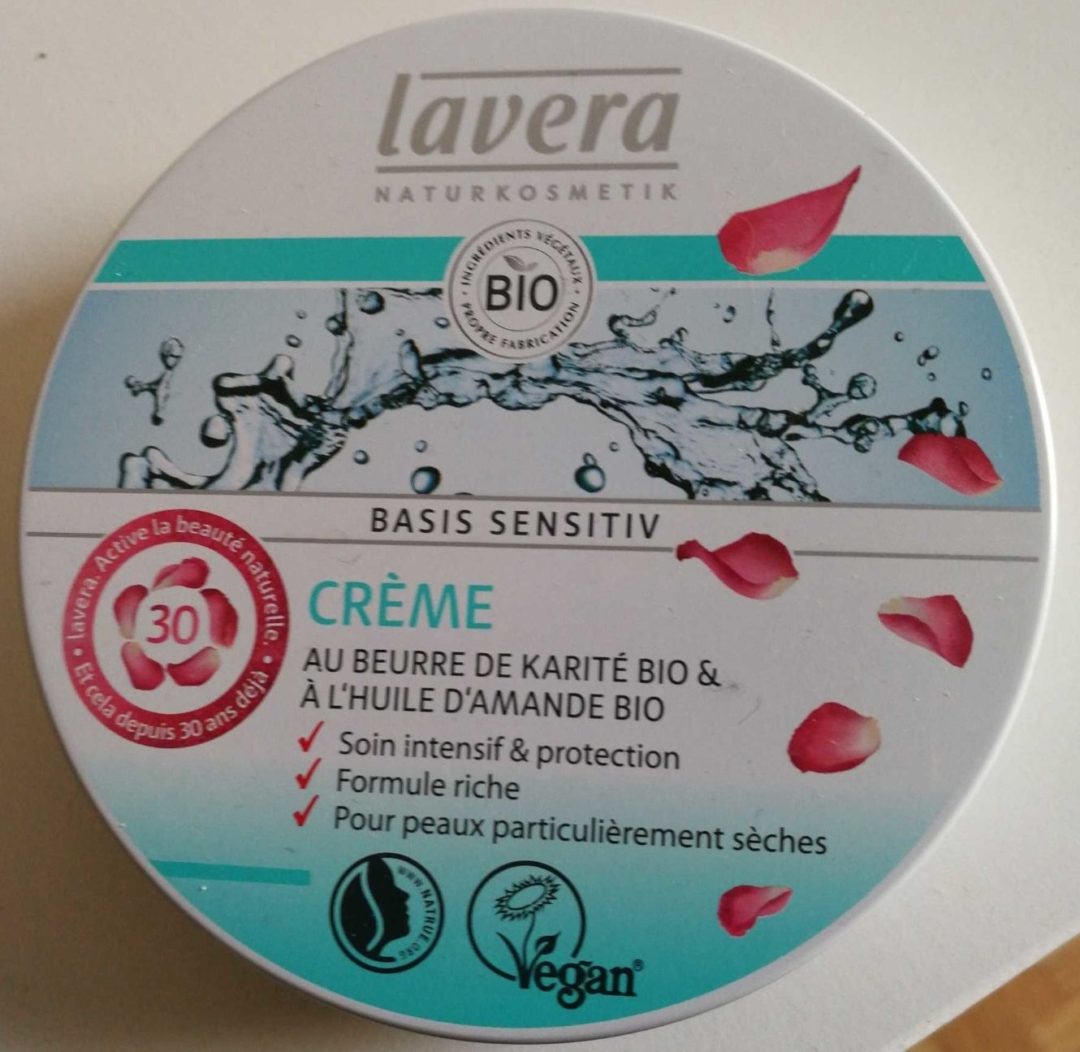 lavera
NATURKOSMETIK
INGRÉDIENTS VÉGÉTAUX •
BIO
PROPRE FABRICATION •
BASIS SENSITIV
• lavera. Active la beauté naturelle. •
30
Et cela depuis 30 ans déjà
CRÈME
AU BEURRE DE KARITÉ BIO &
À L'HUILE D'AMANDE BIO
✓ Soin intensif & protection
✓ Formule riche
✓ Pour peaux particulièrement sèches
WWW.NATRUE.ORG
Vegan®